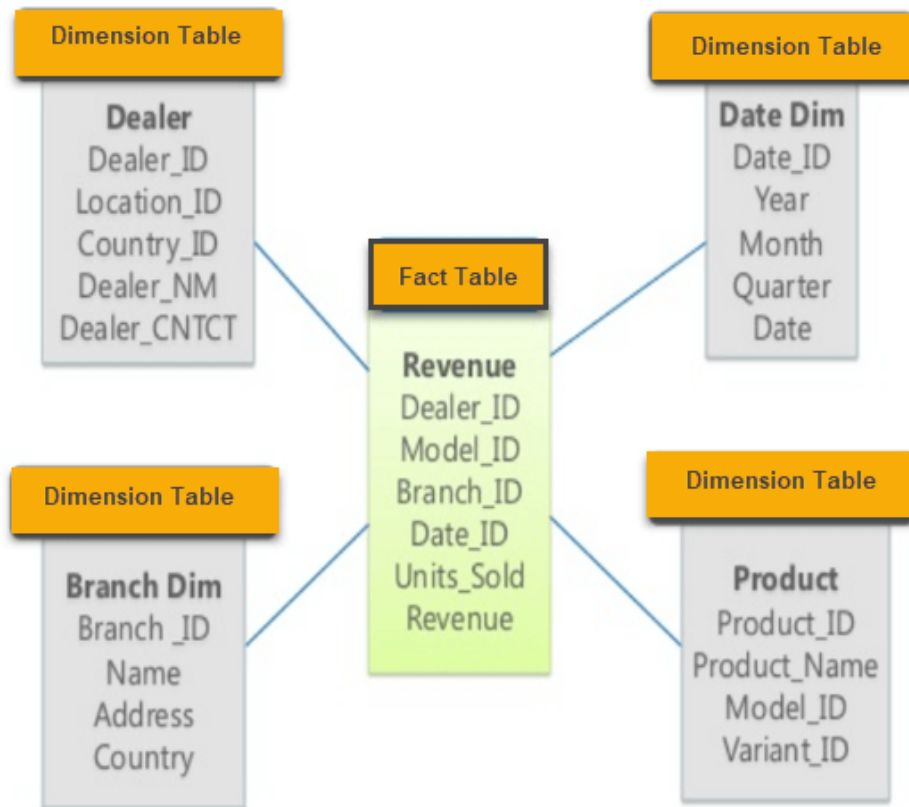 Dimension Table
Dealer
Dealer_ID
Location_ID
Country_ID
Dealer_NM
Dealer_CNTCT
Dimension Table
Date Dim
Date_ID
Year
Month
Quarter
Date
Fact Table
Revenue
Dealer_ID
Model_ID
Branch_ID
Date_ID
Units_Sold
Revenue
Dimension Table
Branch Dim
Branch _ID
Name
Address
Country
Dimension Table
Product
Product_ID
Product_Name
Model_ID
Variant_ID